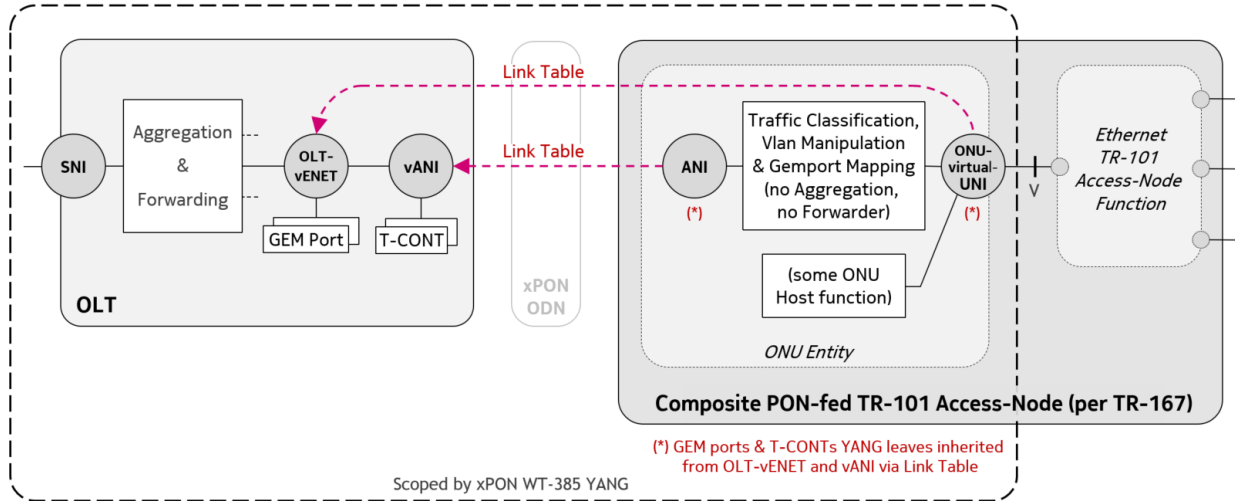 Link Table
Link Table
SNI
Aggregation
&
Forwarding
OLT-
vENET
vANI
GEM Port
T-CONT
OLT
xPON
ODN
ANI
(*)
Traffic Classification,
Vlan Manipulation
& Gemport Mapping
(no Aggregation,
no Forwarder)
ONU-
virtual-
UNI
(*)
V
(some ONU
Host function)
ONU Entity
Ethernet
TR-101
Access-Node
Function
Composite PON-fed TR-101 Access-Node (per TR-167)
(*) GEM ports & T-CONTs YANG leaves inherited
from OLT-vENET and vANI via Link Table
Scoped by xPON WT-385 YANG